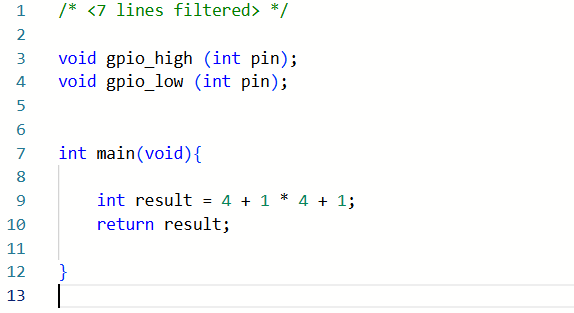 1 /* <7 lines filtered> */
2
3 void gpio_high (int pin);
4 void gpio_low (int pin);
5
6
7 int main(void){
8
9 int result = 4 + 1 * 4 + 1;
10 return result;
11
12 }
13